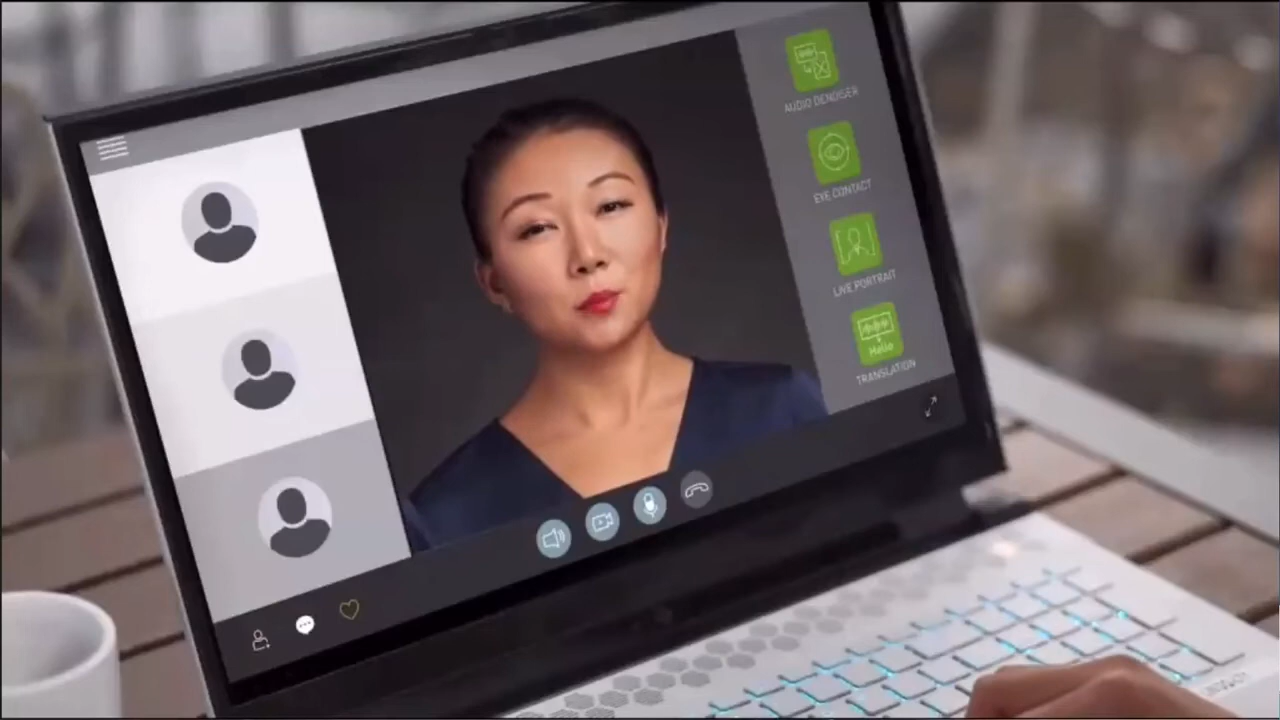 AUDIO DENOISER
EYE CONTACT
LIVE PORTRAIT
Hello
TRANSLATION